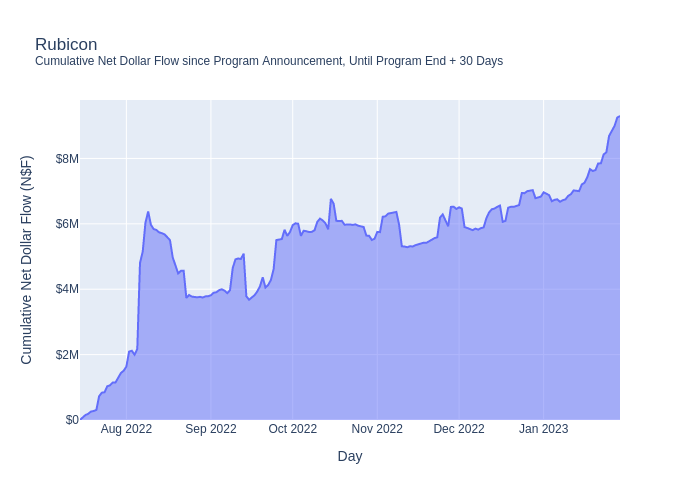 Rubicon
Cumulative Net Dollar Flow since Program Announcement, Until Program End + 30 Days
Cumulative Net Dollar Flow (N$F)
$8M
$6M
$4M
$2M
$0
Aug 2022
Sep 2022
Oct 2022
Nov 2022
Dec 2022
Jan 2023
Day